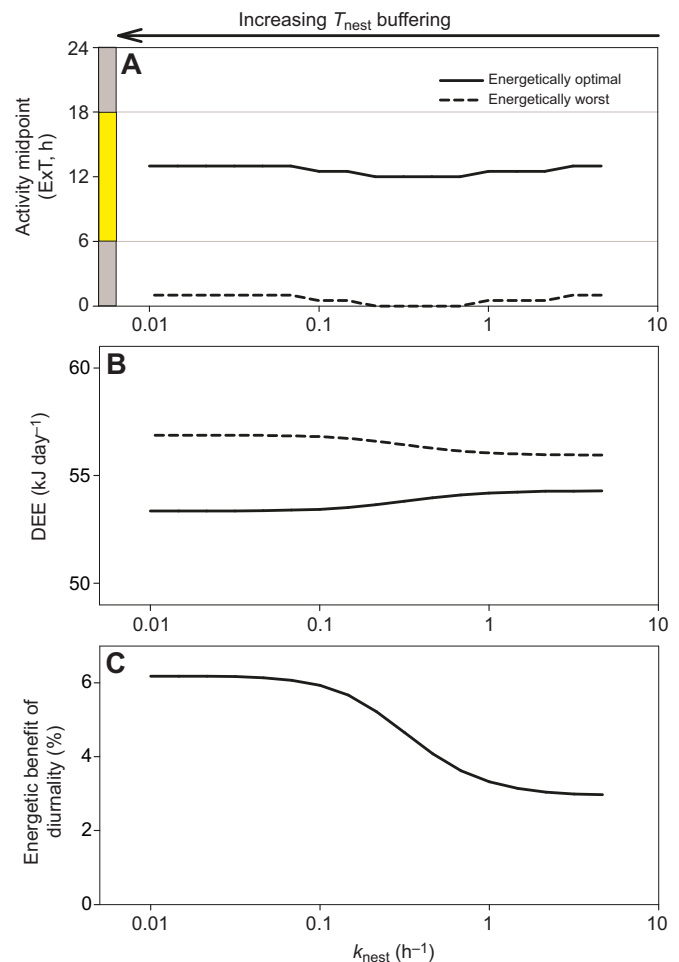 Increasing Tnest buffering
A
24
18
12
6
0
Activity midpoint
(ExT, h)
Energetically optimal
Energetically worst
0.01
0.1
1
10
B
60
55
50
DEE (kJ day–1)
0.01
0.1
1
10
C
6
4
2
0
Energetic benefit of
diurnality (%)
0.01
0.1
1
10
knest (h–1)